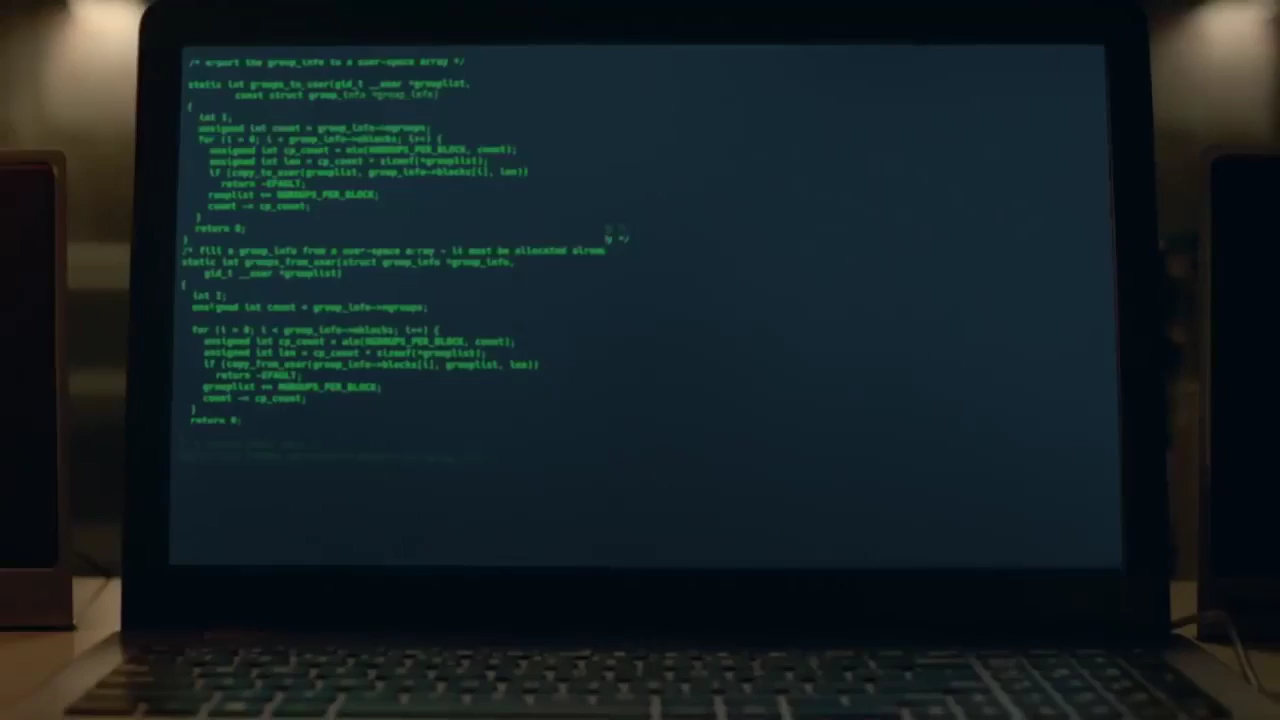 /* export the group_info to a user-space array */
static int groups_to_user(gid_t __user *grouplist,
const struct group_info *group_info)
{
int i;
unsigned int count = group_info->ngroups;
for (i = 0; i < group_info->nblocks; i++) {
unsigned int cp_count = min(NGROUPS_PER_BLOCK, count);
unsigned int len = cp_count * sizeof(*grouplist);
if (copy_to_user(grouplist, group_info->blocks[i], len))
return -EFAULT;
rouplist += NGROUPS_PER_BLOCK;
count -= cp_count;
}
return 0;
}
/* fill a group_info from a user-space array - it must be allocated alread
y */
static int groups_from_user(struct group_info *group_info,
gid_t __user *grouplist)
{
int I;
unsigned int count = group_info->ngroups;
for (i = 0; i < group_info->nblocks; i++) {
unsigned int cp_count = min(NGROUPS_PER_BLOCK, count);
unsigned int len = cp_count * sizeof(*grouplist);
if (copy_from_user(group_info->blocks[i], grouplist, len))
return -EFAULT;
grouplist += NGROUPS_PER_BLOCK;
count -= cp_count;
}
return 0;